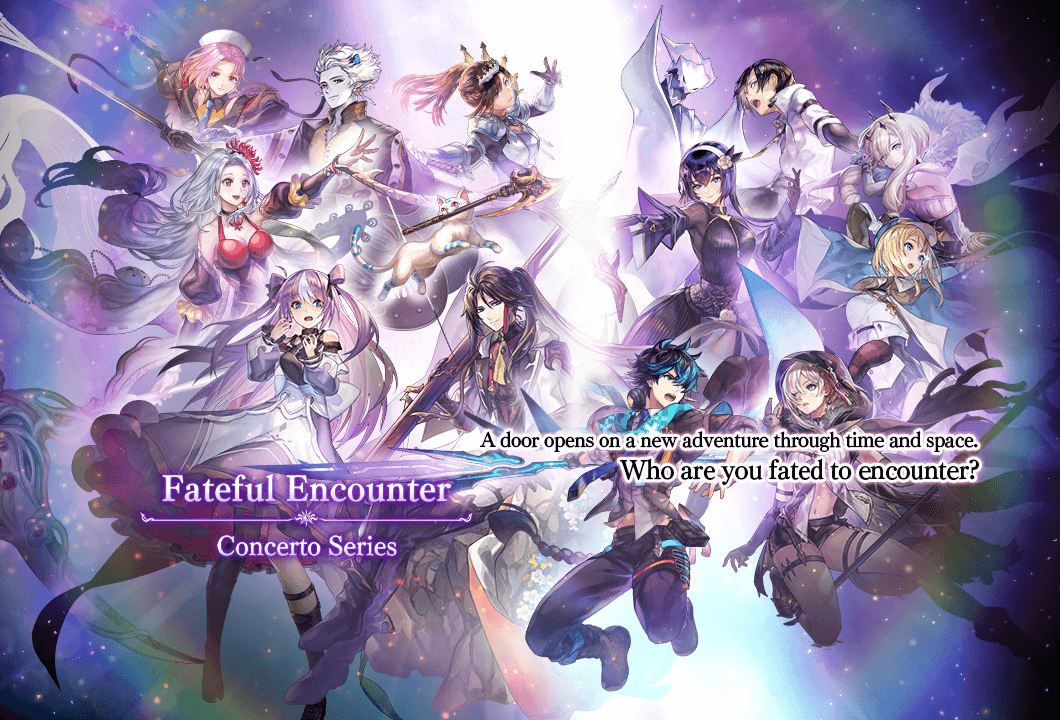 A door opens on a new adventure through time and space.
Who are you fated to encounter?
Fateful Encounter
Concerto Series